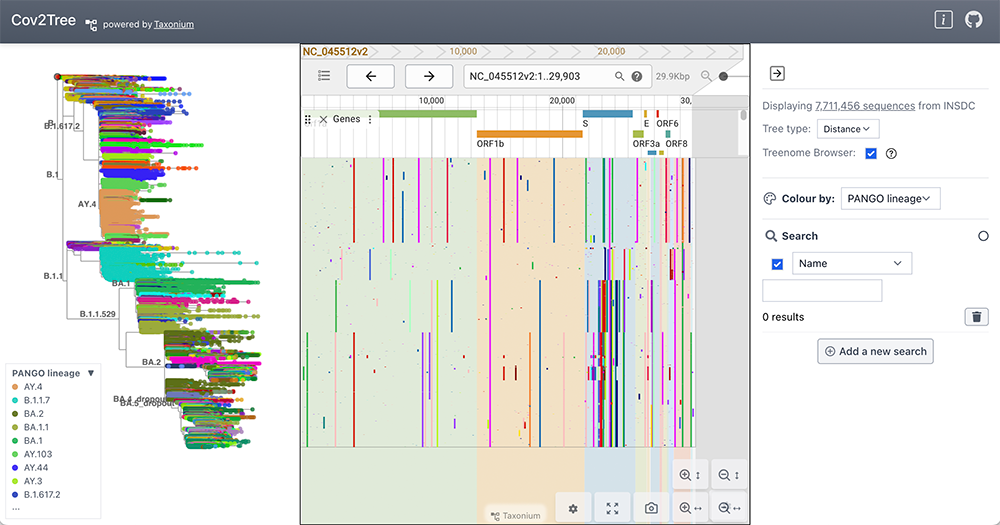 Cov2Tree powered by Taxonium
B.
B.1.617.2
B.1
AY.4
B.1.1
BA.1
B.1.1.529
BA.2
BA.4_dropout
BA.5_dropout
PANGO lineage ▼
AY.4
B.1.1.7
BA.2
BA.1.1
BA.1
AY.103
AY.44
AY.3
B.1.617.2
...
NC_045512v2 10,000 20,000
NC_045512v2:1..29,903 29.9Kbp
10,000 20,000 30,
Genes
S E ORF6
ORF1b ORF3a ORF8
Taxonium
Displaying 7,711,456 sequences from INSDC
Tree type: Distance
Treenome Browser:
Colour by: PANGO lineage
Search
Name
0 results
Add a new search